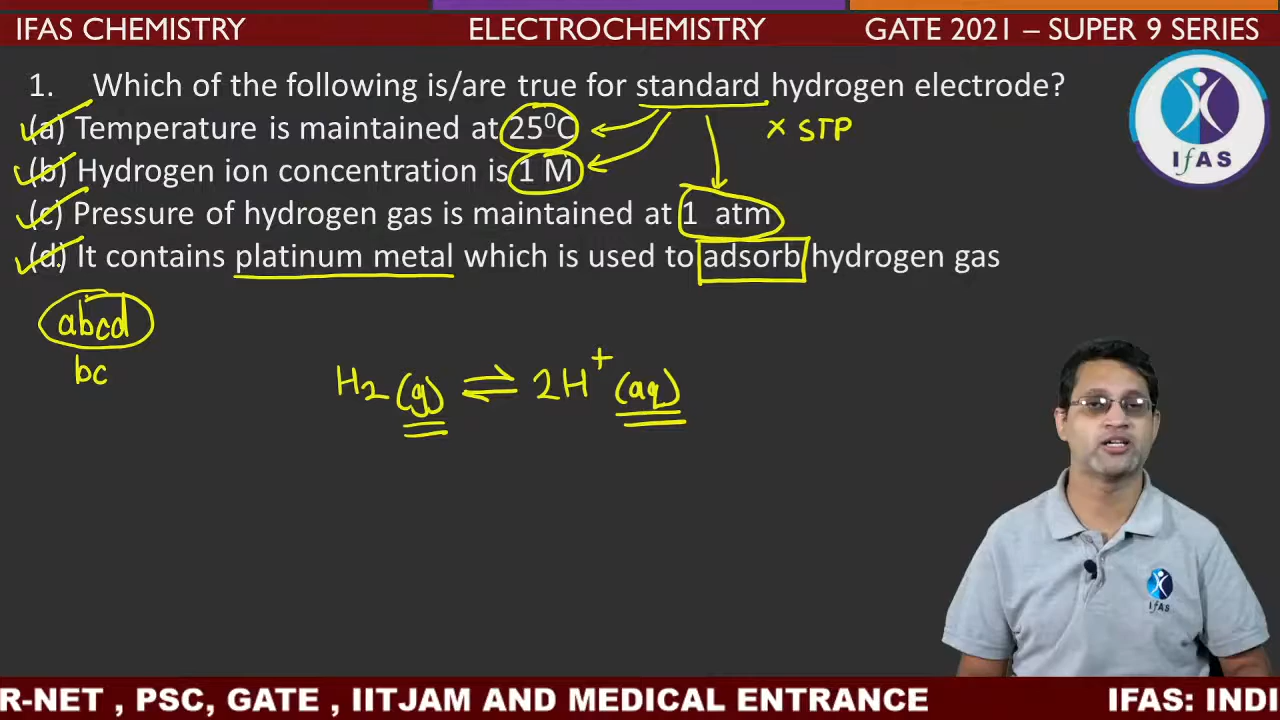 IFAS CHEMISTRY ELECTROCHEMISTRY GATE 2021 – SUPER 9 SERIES
1. Which of the following is/are true for standard hydrogen electrode?
(a) Temperature is maintained at 25⁰C × STP
(b) Hydrogen ion concentration is 1 M
(c) Pressure of hydrogen gas is maintained at 1 atm
(d) It contains platinum metal which is used to adsorb hydrogen gas
IfAS
abcd
bc
H₂ (g) ⇌ 2H⁺ (aq)
IfAS
R-NET , PSC, GATE , IITJAM AND MEDICAL ENTRANCE IFAS: INDI